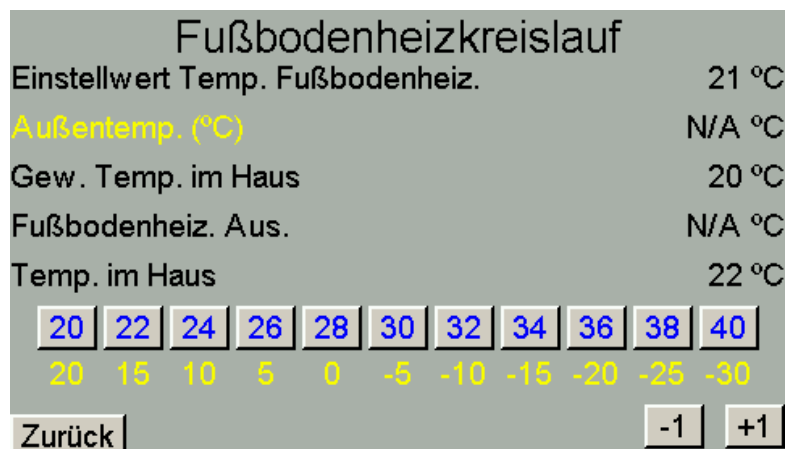 Fußbodenheizkreislauf
Einstellwert Temp. Fußbodenheiz. 21 ºC
Außentemp. (ºC) N/A ºC
Gew. Temp. im Haus 20 ºC
Fußbodenheiz. Aus. N/A ºC
Temp. im Haus 22 ºC
20 22 24 26 28 30 32 34 36 38 40
20 15 10 5 0 -5 -10 -15 -20 -25 -30
Zurück -1 +1